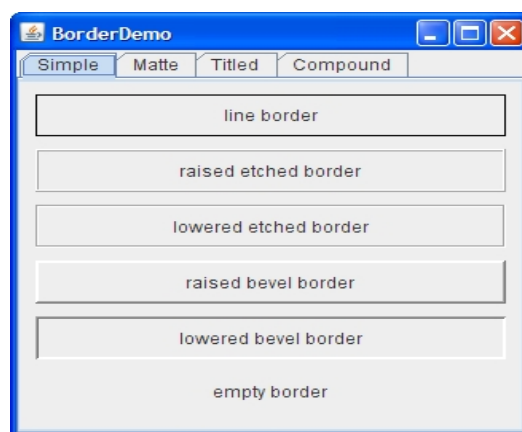 BorderDemo
Simple Matte Titled Compound
line border
raised etched border
lowered etched border
raised bevel border
lowered bevel border
empty border